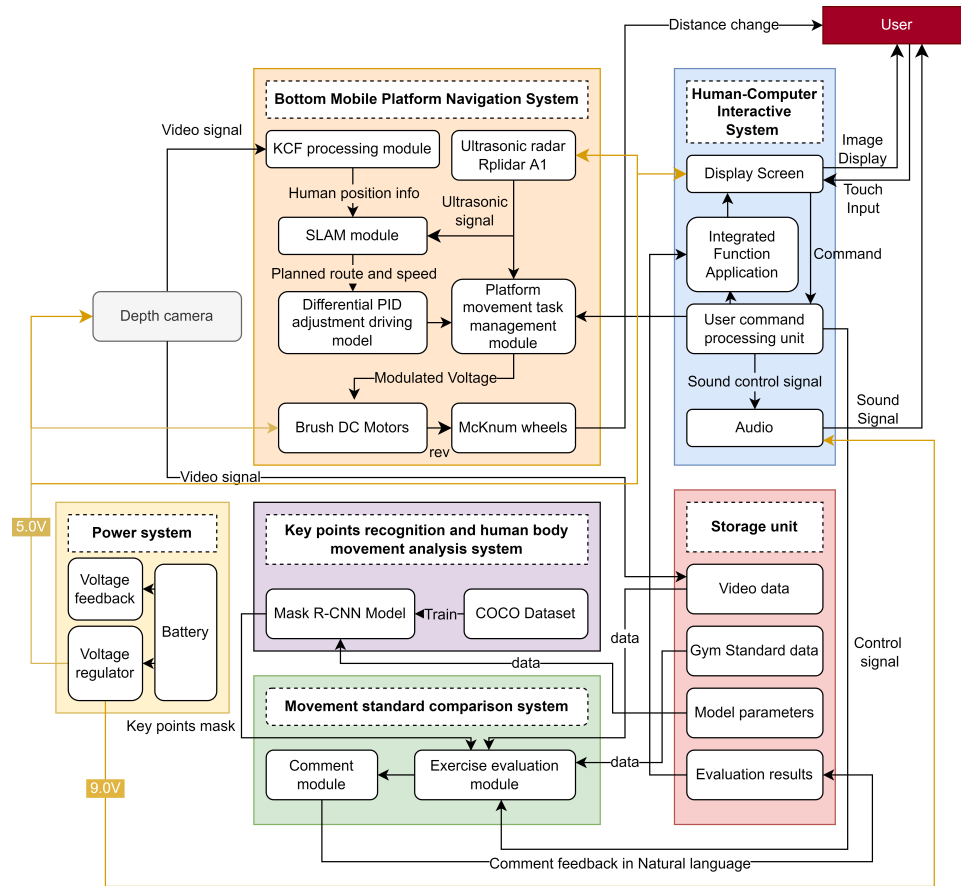 Distance change
User
Bottom Mobile Platform Navigation System
Human-Computer
Interactive
System
Video signal
KCF processing module
Ultrasonic radar
Rplidar A1
Image
Display
Display Screen
Touch
Input
Human position info
Ultrasonic
signal
SLAM module
Integrated
Function
Application
Command
Planned route and speed
Depth camera
Differential PID
adjustment driving
model
Platform
movement task
management
module
User command
processing unit
Modulated Voltage
Sound control signal
Brush DC Motors
rev
McKnum wheels
Audio
Sound
Signal
Video signal
5.0V
Power system
Key points recognition and human body
movement analysis system
Storage unit
Voltage
feedback
Battery
Voltage
regulator
Mask R-CNN Model
Train
COCO Dataset
Video data
data
Gym Standard data
Control
signal
data
Model parameters
Key points mask
Movement standard comparison system
Comment
module
Exercise evaluation
module
data
Evaluation results
9.0V
Comment feedback in Natural language